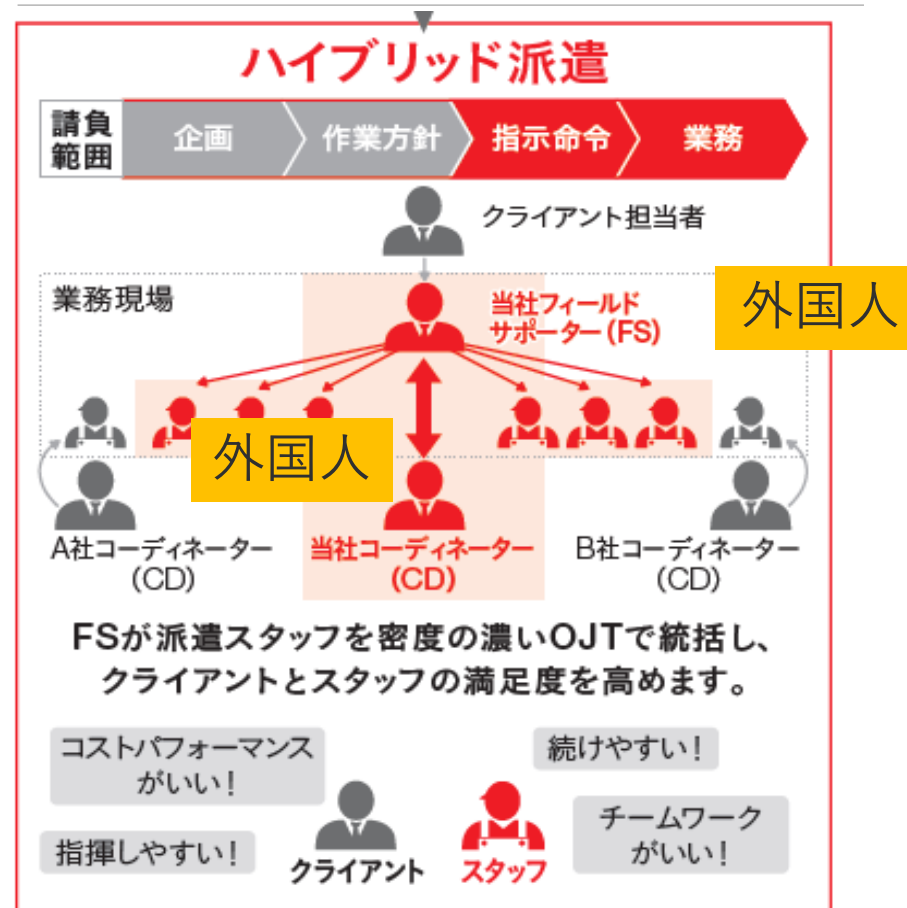 ハイブリッド派遣
請負
範囲
企画
作業方針
指示命令
業務
クライアント担当者
業務現場
当社フィールド
サポーター(FS)
外国人
外国人
A社コーディネーター
(CD)
当社コーディネーター
(CD)
B社コーディネーター
(CD)
FSが派遣スタッフを密度の濃いOJTで統括し、
クライアントとスタッフの満足度を高めます。
コストパフォーマンス
がいい!
続けやすい!
指揮しやすい!
チームワーク
がいい!
クライアント
スタッフ